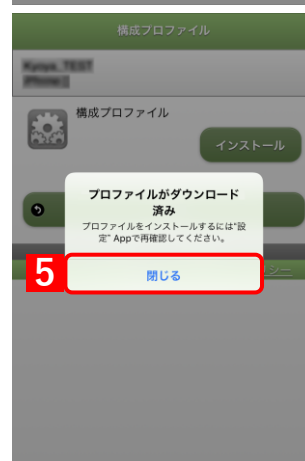 構成プロファイル
構成プロファイル
インストール
プロファイルがダウンロード
済み
プロファイルをインストールするには"設
定" Appで再確認してください。
5
閉じる
シー